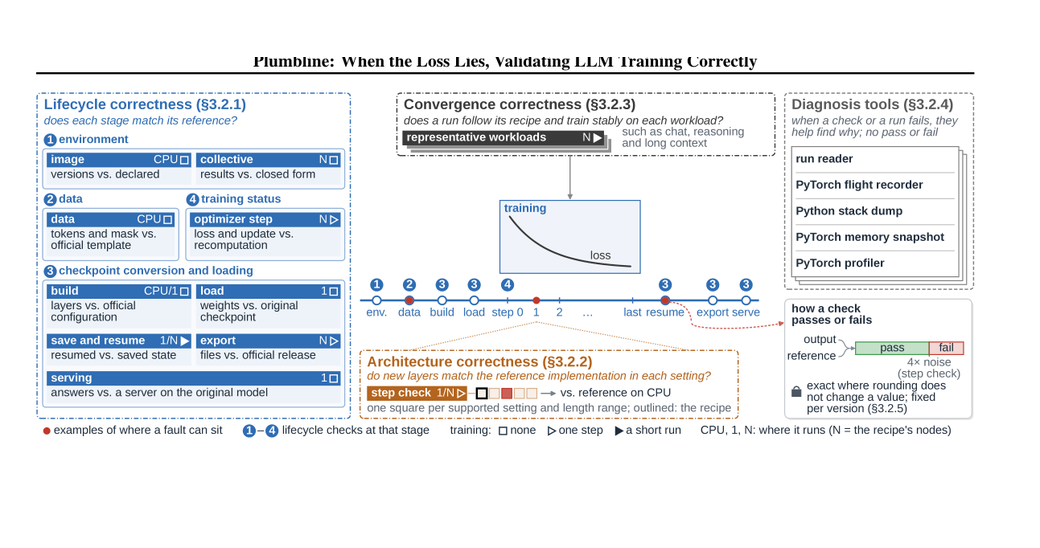 Plumbline: When the Loss Lies, Validating LLM Training Correctly
Lifecycle correctness (§3.2.1)
does each stage match its reference?
1 environment
image CPU
versions vs. declared
collective N
results vs. closed form
2 data
data CPU
tokens and mask vs.
official template
4 training status
optimizer step N
loss and update vs.
recomputation
3 checkpoint conversion and loading
build CPU/1
layers vs. official
configuration
load 1
weights vs. original
checkpoint
save and resume 1/N
resumed vs. saved state
export N
files vs. official release
serving 1
answers vs. a server on the original model
Convergence correctness (§3.2.3)
does a run follow its recipe and train stably on each workload?
representative workloads N
such as chat, reasoning
and long context
training
loss
1 2 3 3 4 3 3 3
env. data build load step 0 1 2 ... last resume export serve
Architecture correctness (§3.2.2)
do new layers match the reference implementation in each setting?
step check 1/N
vs. reference on CPU
one square per supported setting and length range; outlined: the recipe
Diagnosis tools (§3.2.4)
when a check or a run fails, they
help find why; no pass or fail
run reader
PyTorch flight recorder
Python stack dump
PyTorch memory snapshot
PyTorch profiler
how a check
passes or fails
output
reference
pass fail
4× noise
(step check)
exact where rounding does
not change a value; fixed
per version (§3.2.5)
examples of where a fault can sit 1–4 lifecycle checks at that stage training: none one step a short run CPU, 1, N: where it runs (N = the recipe's nodes)